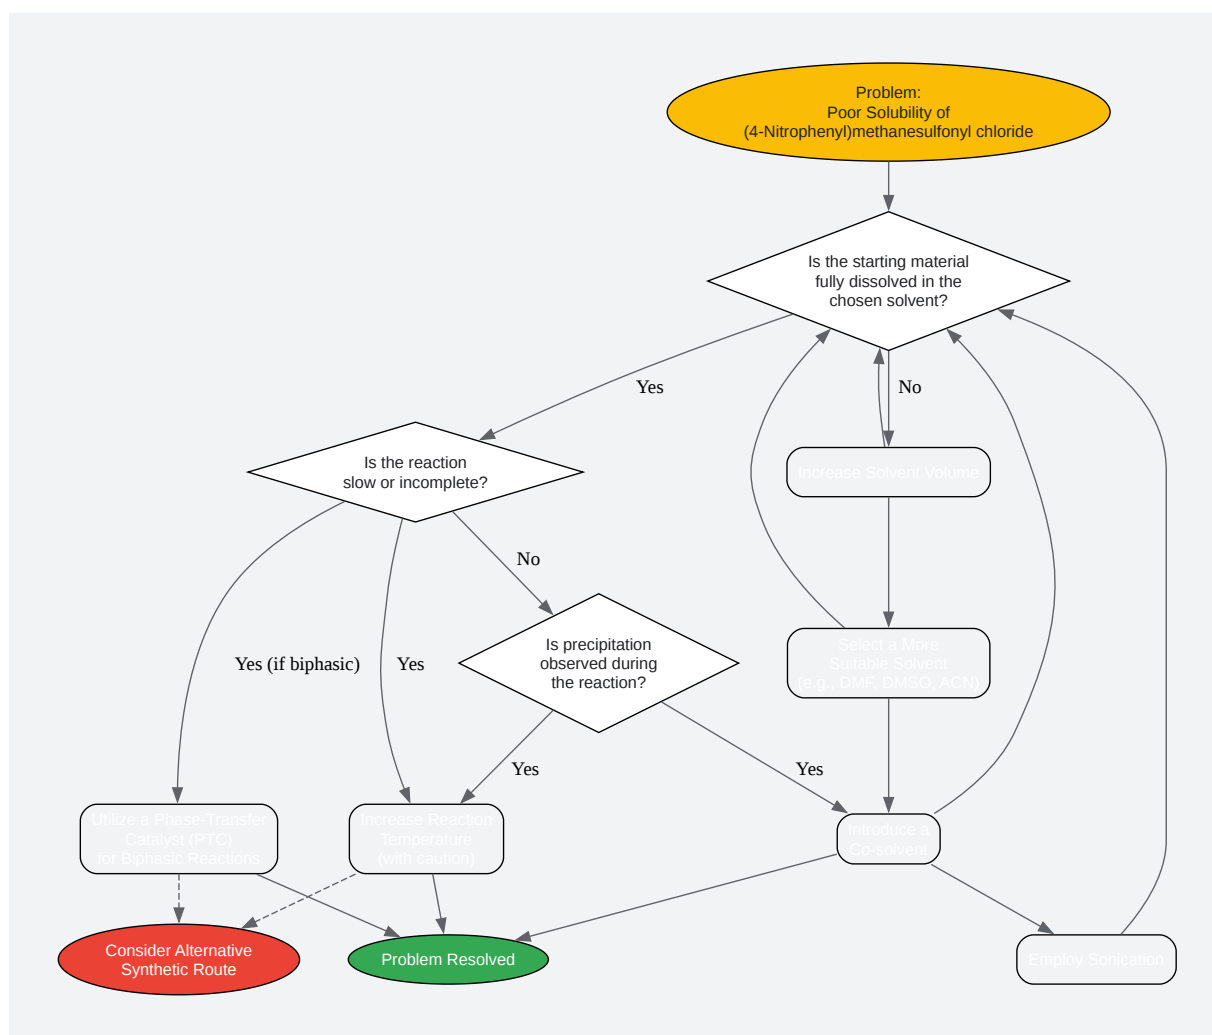 Problem:
Poor Solubility of
(4-Nitrophenyl)methanesulfonyl chloride
Is the starting material
fully dissolved in the
chosen solvent?
Yes
No
Is the reaction
slow or incomplete?
Increase Solvent Volume
No
Yes (if biphasic)
Yes
Is precipitation
observed during
the reaction?
Select a More
Suitable Solvent
(e.g., DMF, DMSO, ACN)
Yes
Yes
Utilize a Phase-Transfer
Catalyst (PTC)
for Biphasic Reactions
Increase Reaction
Temperature
(with caution)
Introduce a
Co-solvent
Consider Alternative
Synthetic Route
Problem Resolved
Employ Sonication